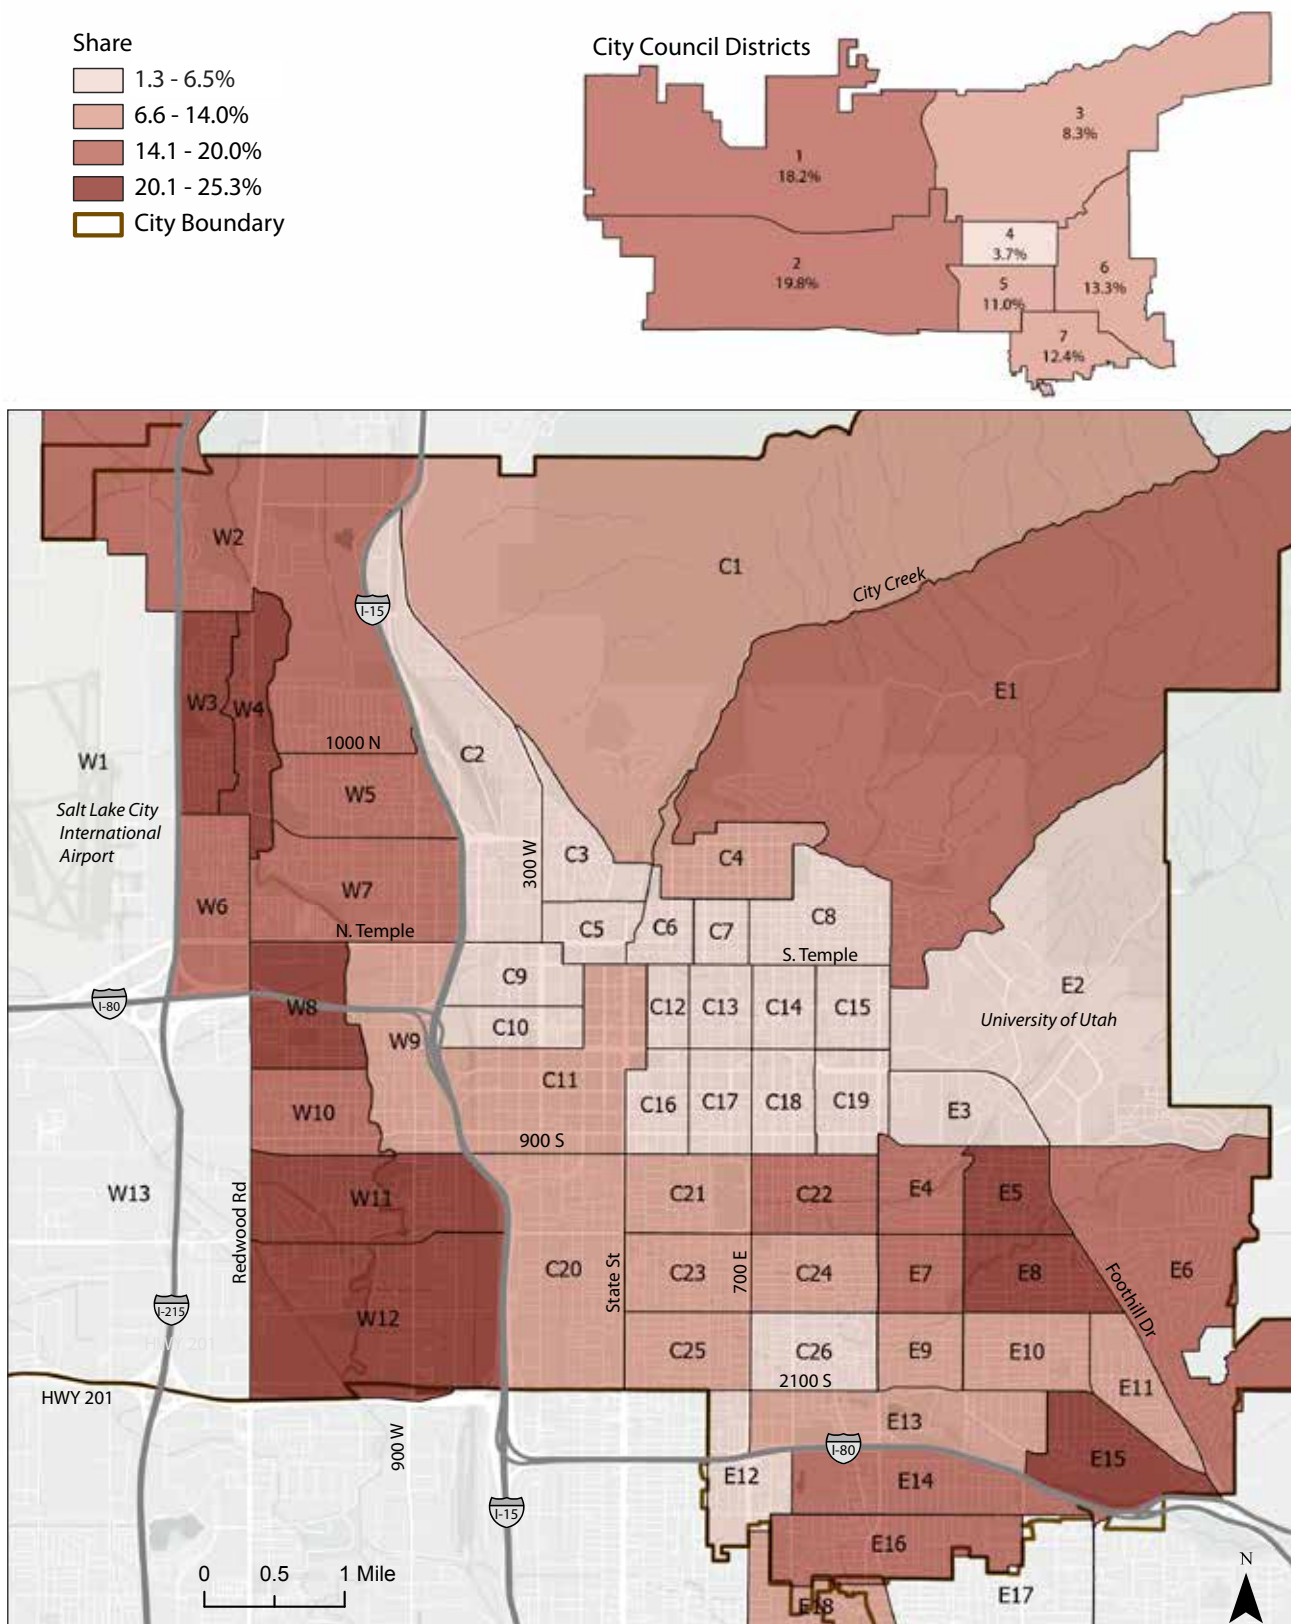 Share
1.3 - 6.5%
6.6 - 14.0%
14.1 - 20.0%
20.1 - 25.3%
City Boundary
City Council Districts
3
8.3%
1
18.2%
4
3.7%
2
19.8%
6
13.3%
5
11.0%
7
12.4%
W2
C1
City Creek
I-15
E1
W3
W4
1000 N
C2
W1
W5
Salt Lake City
International
Airport
300 W
C3
C4
W7
W6
N. Temple
C5
C6
C7
C8
S. Temple
C9
E2
I-80
W8
C12
C13
C14
C15
University of Utah
C10
W9
C11
W10
C16
C17
C18
C19
E3
900 S
W13
W11
C21
C22
E4
E5
Redwood Rd
C20
State St
C23
700 E
C24
E7
E8
Foothill Dr
E6
I-215
W12
HWY 201
C25
C26
E9
E10
2100 S
E11
HWY 201
900 W
E13
I-80
E12
E14
E15
I-15
E16
0 0.5 1 Mile
E17
E18
N